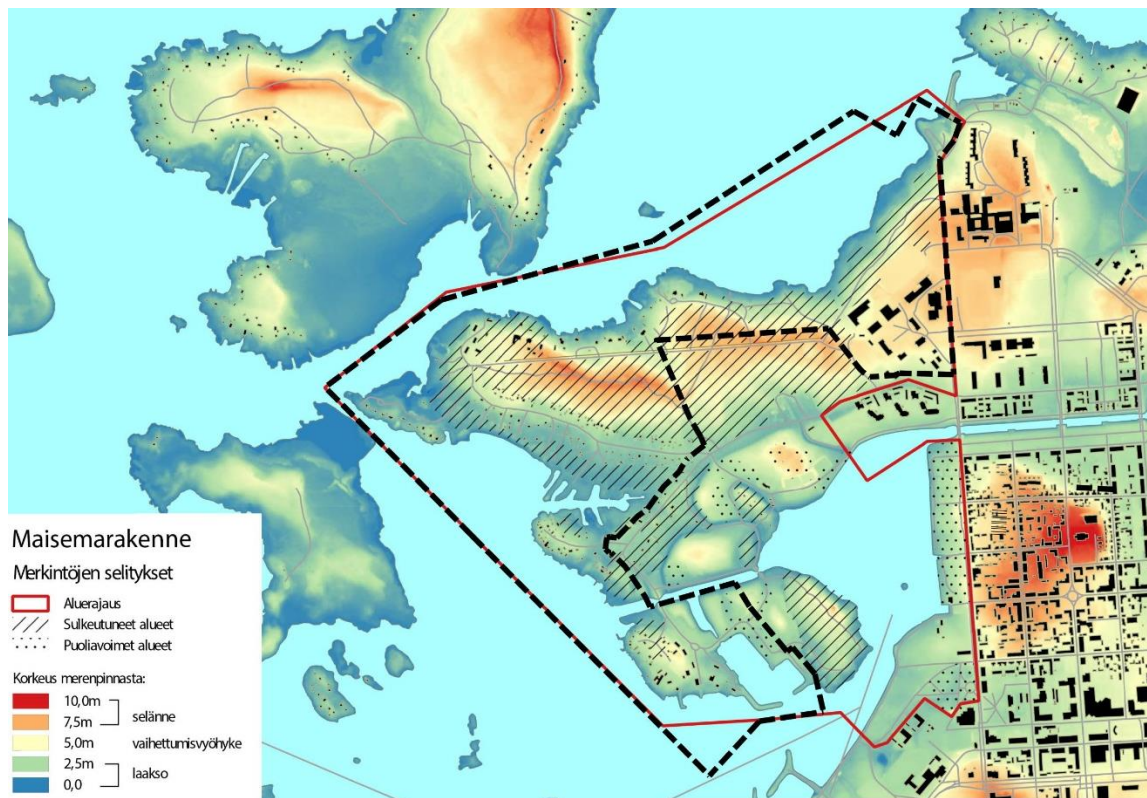 Maisemarakenne
Merkintöjen selitykset
Aluerajaus
Sulkeutuneet alueet
Puoliavoimet alueet
Korkeus merenpinnasta:
10,0m
7,5m
selänne
5,0m
vaihettumisvyöhyke
2,5m
laakso
0,0